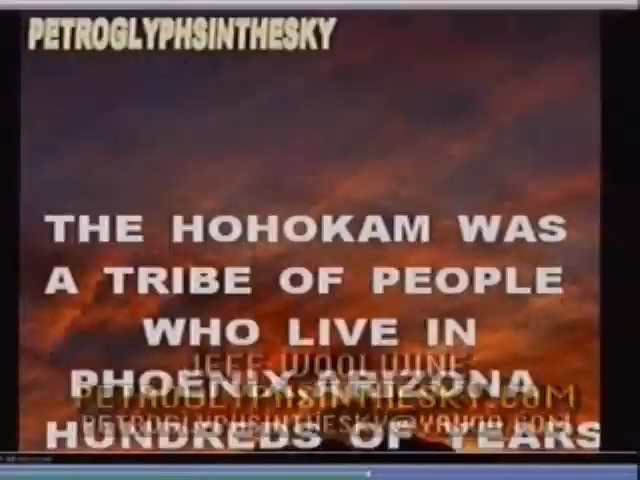 PETROGLYPHSINTHESKY
THE HOHOKAM WAS
A TRIBE OF PEOPLE
WHO LIVE IN
JEFF WOOLWINE
PHOENIX, ARIZONA
PETROGLYPHSINTHESKY.COM
PETROGLYPHSINTHESKY@YAHOO.COM
HUNDREDS OF YEARS